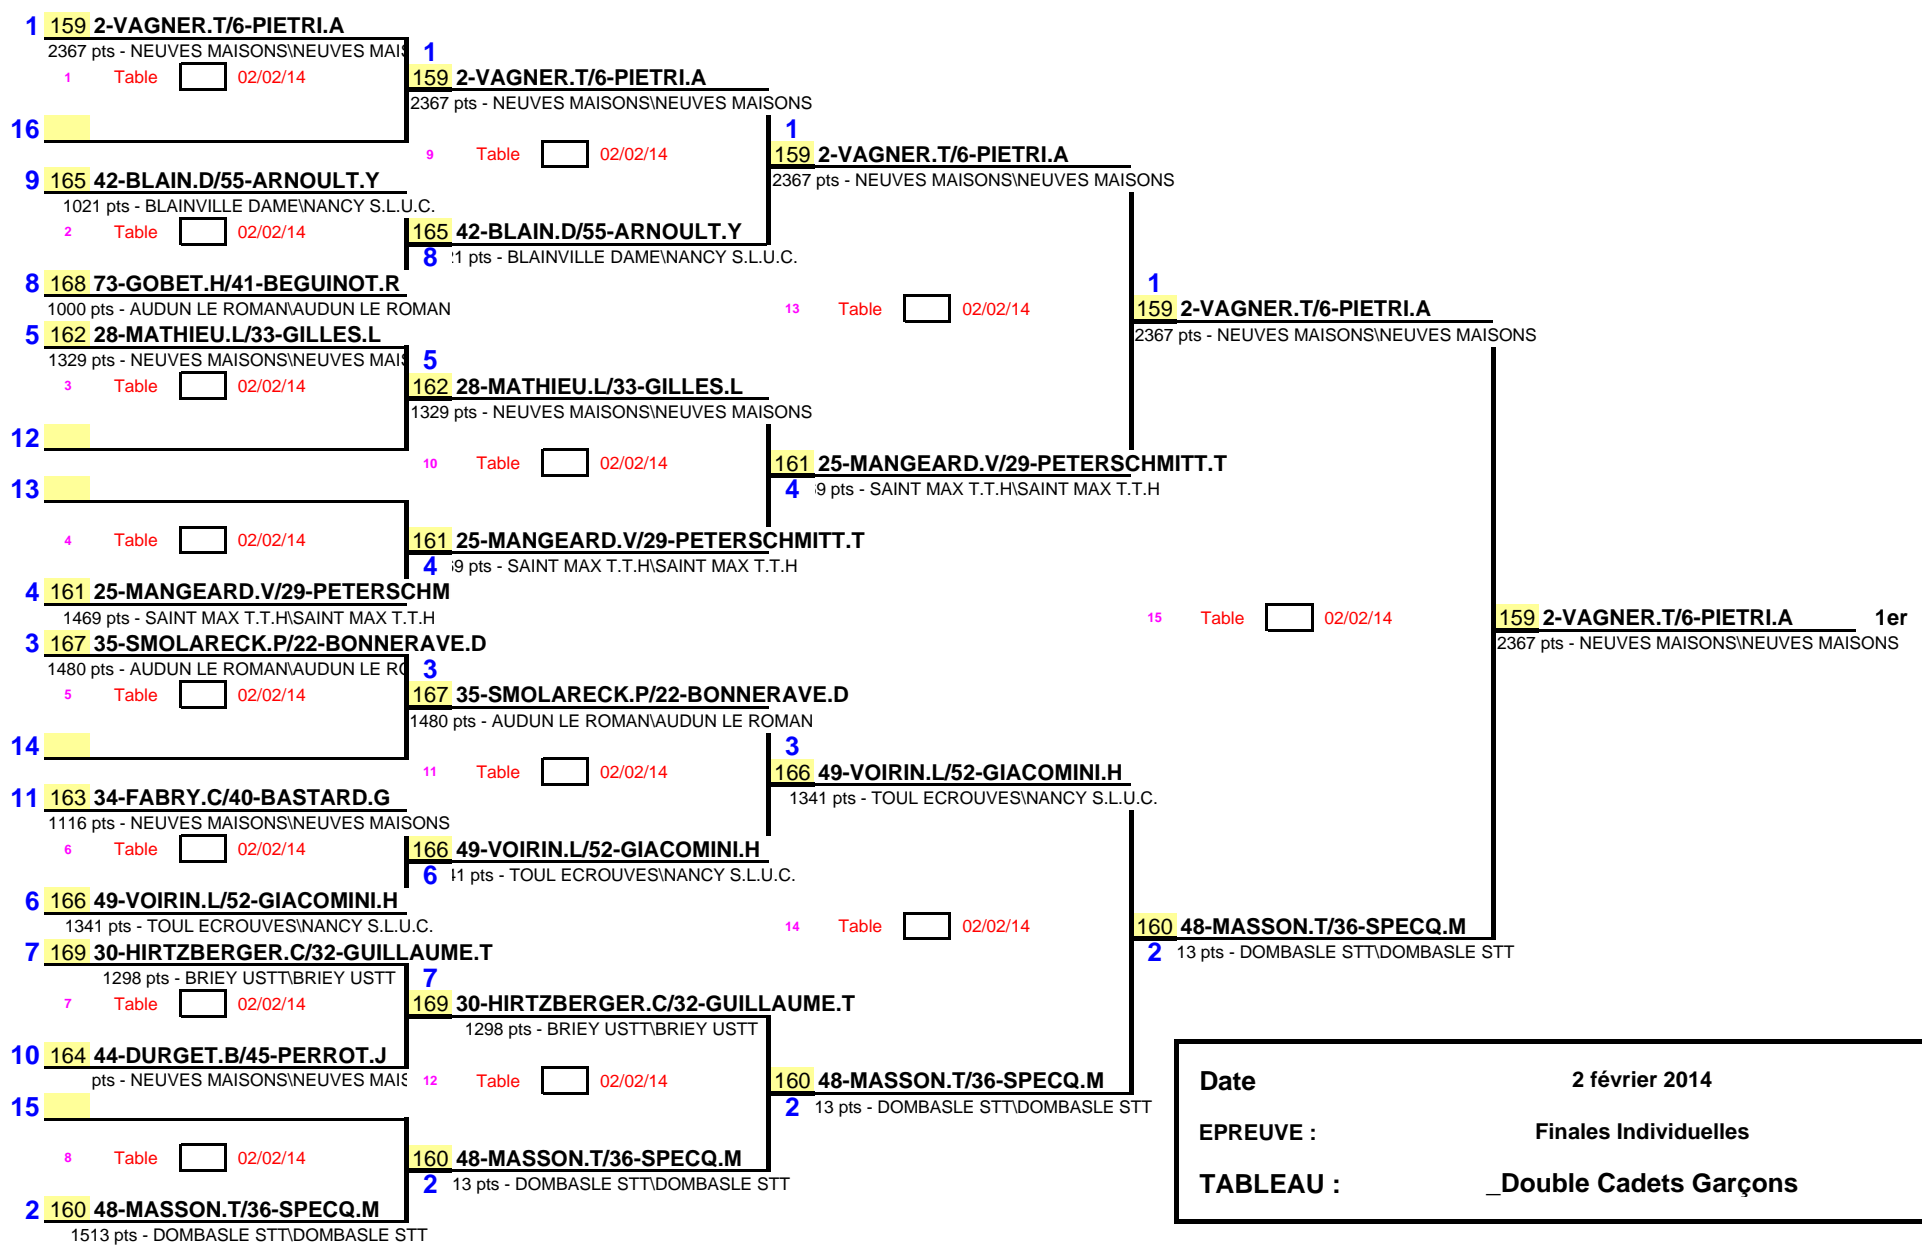 1 159 2-VAGNER.T/6-PIETRI.A
2367 pts - NEUVES MAISONS\NEUVES MAIS
1 Table 02/02/14
16
9 165 42-BLAIN.D/55-ARNOULT.Y
1021 pts - BLAINVILLE DAME\NANCY S.L.U.C.
2 Table 02/02/14
8 168 73-GOBET.H/41-BEGUINOT.R
1000 pts - AUDUN LE ROMAN\AUDUN LE ROMAN
5 162 28-MATHIEU.L/33-GILLES.L
1329 pts - NEUVES MAISONS\NEUVES MAIS
3 Table 02/02/14
12
13
4 Table 02/02/14
4 161 25-MANGEARD.V/29-PETERSCHM
1469 pts - SAINT MAX T.T.H\SAINT MAX T.T.H
3 167 35-SMOLARECK.P/22-BONNERAVE.D
1480 pts - AUDUN LE ROMAN\AUDUN LE RO
5 Table 02/02/14
14
11 163 34-FABRY.C/40-BASTARD.G
1116 pts - NEUVES MAISONS\NEUVES MAISONS
6 Table 02/02/14
6 166 49-VOIRIN.L/52-GIACOMINI.H
1341 pts - TOUL ECROUVES\NANCY S.L.U.C.
7 169 30-HIRTZBERGER.C/32-GUILLAUME.T
1298 pts - BRIEY USTT\BRIEY USTT
7 Table 02/02/14
10 164 44-DURGET.B/45-PERROT.J
pts - NEUVES MAISONS\NEUVES MAIS
15
8 Table 02/02/14
2 160 48-MASSON.T/36-SPECQ.M
1513 pts - DOMBASLE STT\DOMBASLE STT
1
159 2-VAGNER.T/6-PIETRI.A
2367 pts - NEUVES MAISONS\NEUVES MAISONS
9 Table 02/02/14
165 42-BLAIN.D/55-ARNOULT.Y
8 21 pts - BLAINVILLE DAME\NANCY S.L.U.C.
5
162 28-MATHIEU.L/33-GILLES.L
1329 pts - NEUVES MAISONS\NEUVES MAISONS
10 Table 02/02/14
161 25-MANGEARD.V/29-PETERSCHMITT.T
4 69 pts - SAINT MAX T.T.H\SAINT MAX T.T.H
3
167 35-SMOLARECK.P/22-BONNERAVE.D
1480 pts - AUDUN LE ROMAN\AUDUN LE ROMAN
11 Table 02/02/14
166 49-VOIRIN.L/52-GIACOMINI.H
6 41 pts - TOUL ECROUVES\NANCY S.L.U.C.
7
169 30-HIRTZBERGER.C/32-GUILLAUME.T
1298 pts - BRIEY USTT\BRIEY USTT
12 Table 02/02/14
160 48-MASSON.T/36-SPECQ.M
2 13 pts - DOMBASLE STT\DOMBASLE STT
1
159 2-VAGNER.T/6-PIETRI.A
2367 pts - NEUVES MAISONS\NEUVES MAISONS
13 Table 02/02/14
161 25-MANGEARD.V/29-PETERSCHMITT.T
4 69 pts - SAINT MAX T.T.H\SAINT MAX T.T.H
3
166 49-VOIRIN.L/52-GIACOMINI.H
1341 pts - TOUL ECROUVES\NANCY S.L.U.C.
14 Table 02/02/14
160 48-MASSON.T/36-SPECQ.M
2 13 pts - DOMBASLE STT\DOMBASLE STT
1
159 2-VAGNER.T/6-PIETRI.A
2367 pts - NEUVES MAISONS\NEUVES MAISONS
15 Table 02/02/14
160 48-MASSON.T/36-SPECQ.M
2 13 pts - DOMBASLE STT\DOMBASLE STT
159 2-VAGNER.T/6-PIETRI.A 1er
2367 pts - NEUVES MAISONS\NEUVES MAISONS
Date 2 février 2014
EPREUVE : Finales Individuelles
TABLEAU : _Double Cadets Garçons